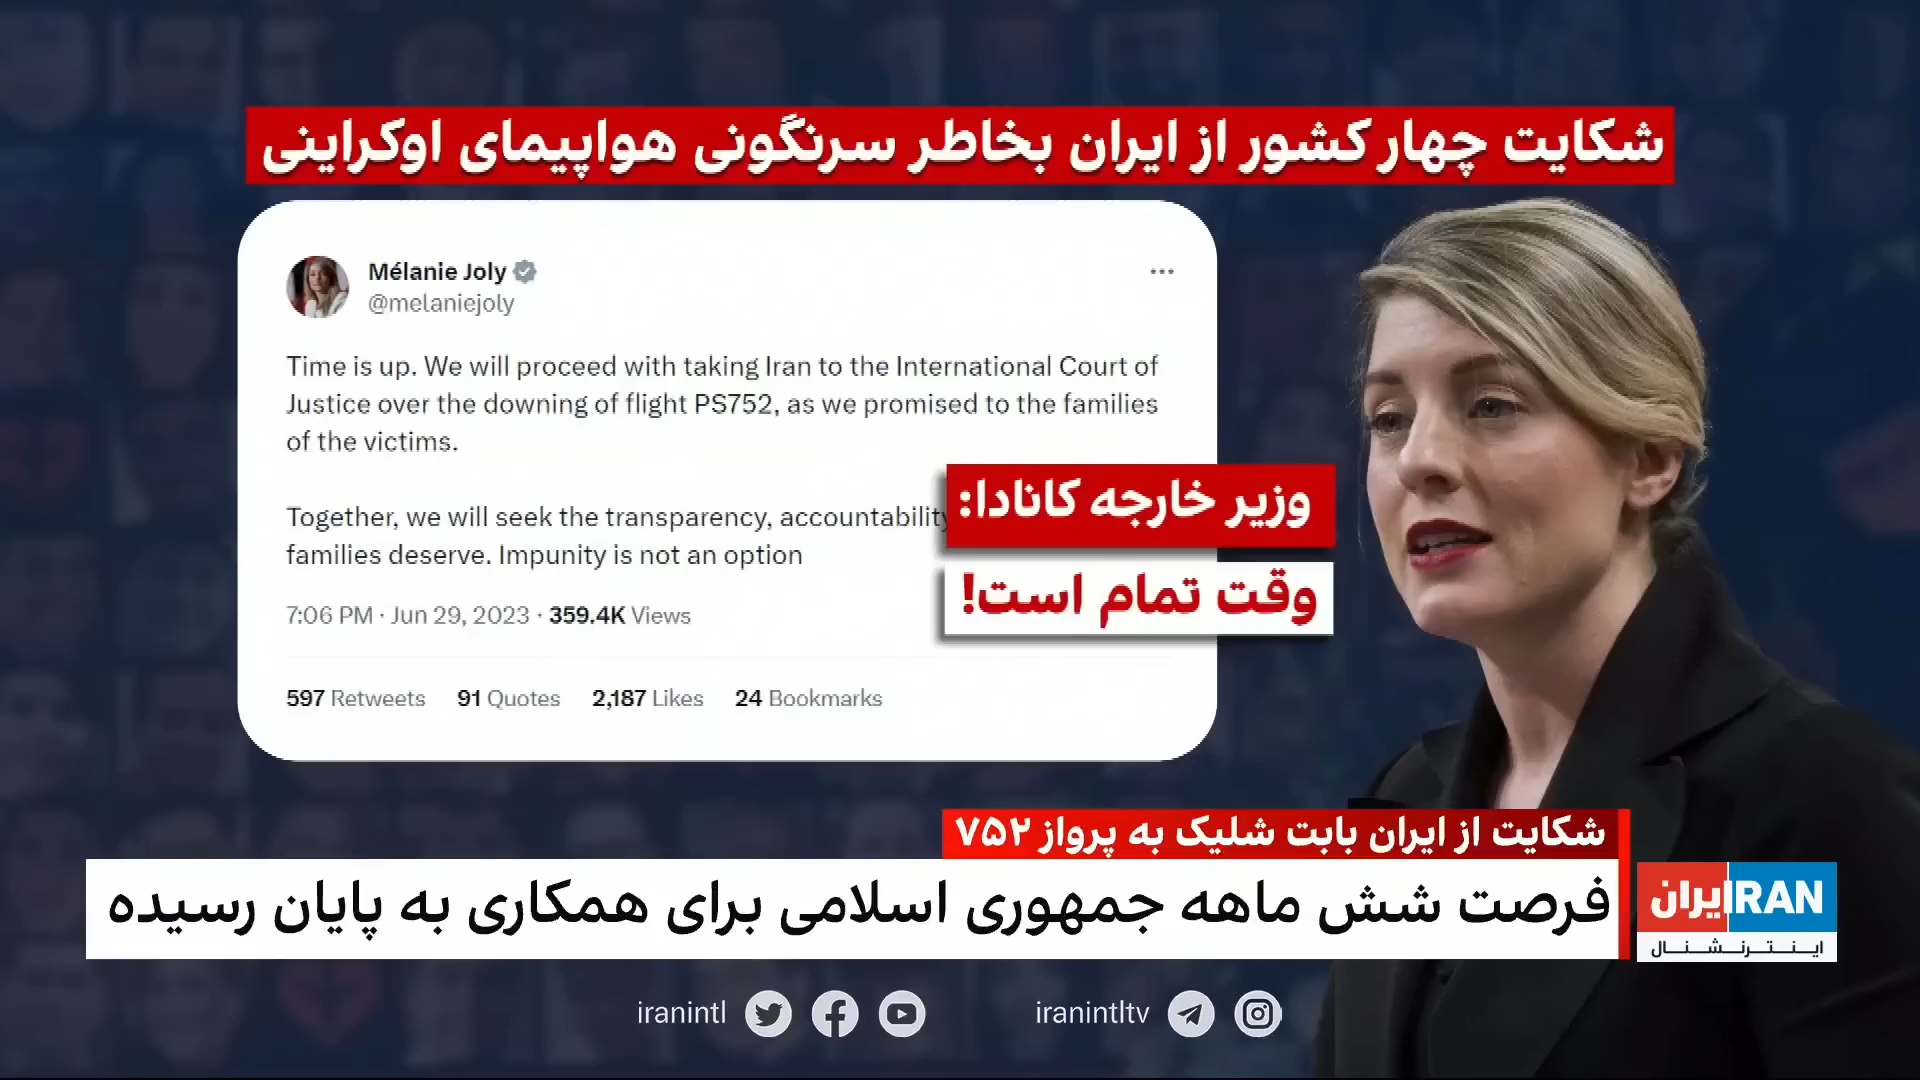 شکایت چهار کشور از ایران بخاطر سرنگونی هواپیمای اوکراینی
Mélanie Joly
@melaniejoly
Time is up. We will proceed with taking Iran to the International Court of
Justice over the downing of flight PS752, as we promised to the families
of the victims.
Together, we will seek the transparency, accountability
families deserve. Impunity is not an option
7:06 PM · Jun 29, 2023 · 359.4K Views
597 Retweets 91 Quotes 2,187 Likes 24 Bookmarks
وزیر خارجه کانادا:
وقت تمام است!
شکایت از ایران بابت شلیک به پرواز ۷۵۲
فرصت شش ماهه جمهوری اسلامی برای همکاری به پایان رسیده
ایران IRAN
اینترنشنال
iranintl
iranintltv